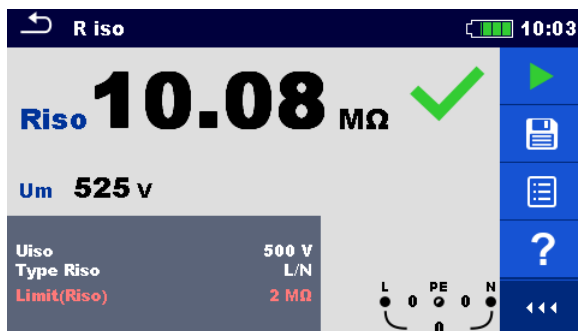 R iso 10:03
Riso 10.08 MΩ
Um 525 V
Uiso 500 V
Type Riso L/N
Limit(Riso) 2 MΩ
?
L PE N
0 0
0